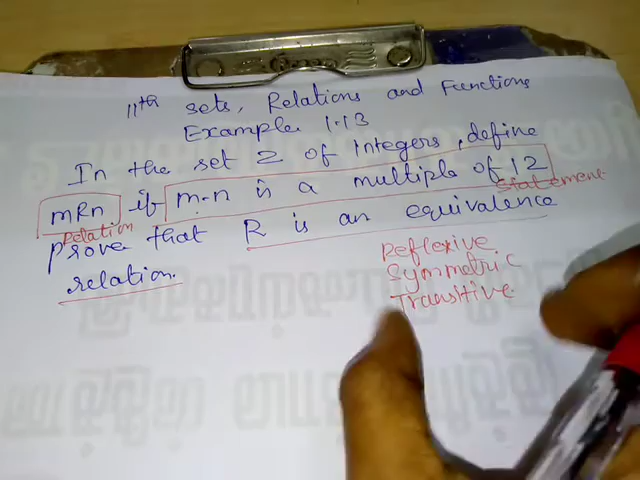 11th sets, Relations and Functions
Example 1.13
In the set Z of Integers, define
mRn if m-n is a multiple of 12
Relation Statement
prove that R is an equivalence
relation.
Reflexive
Symmetric
Transitive